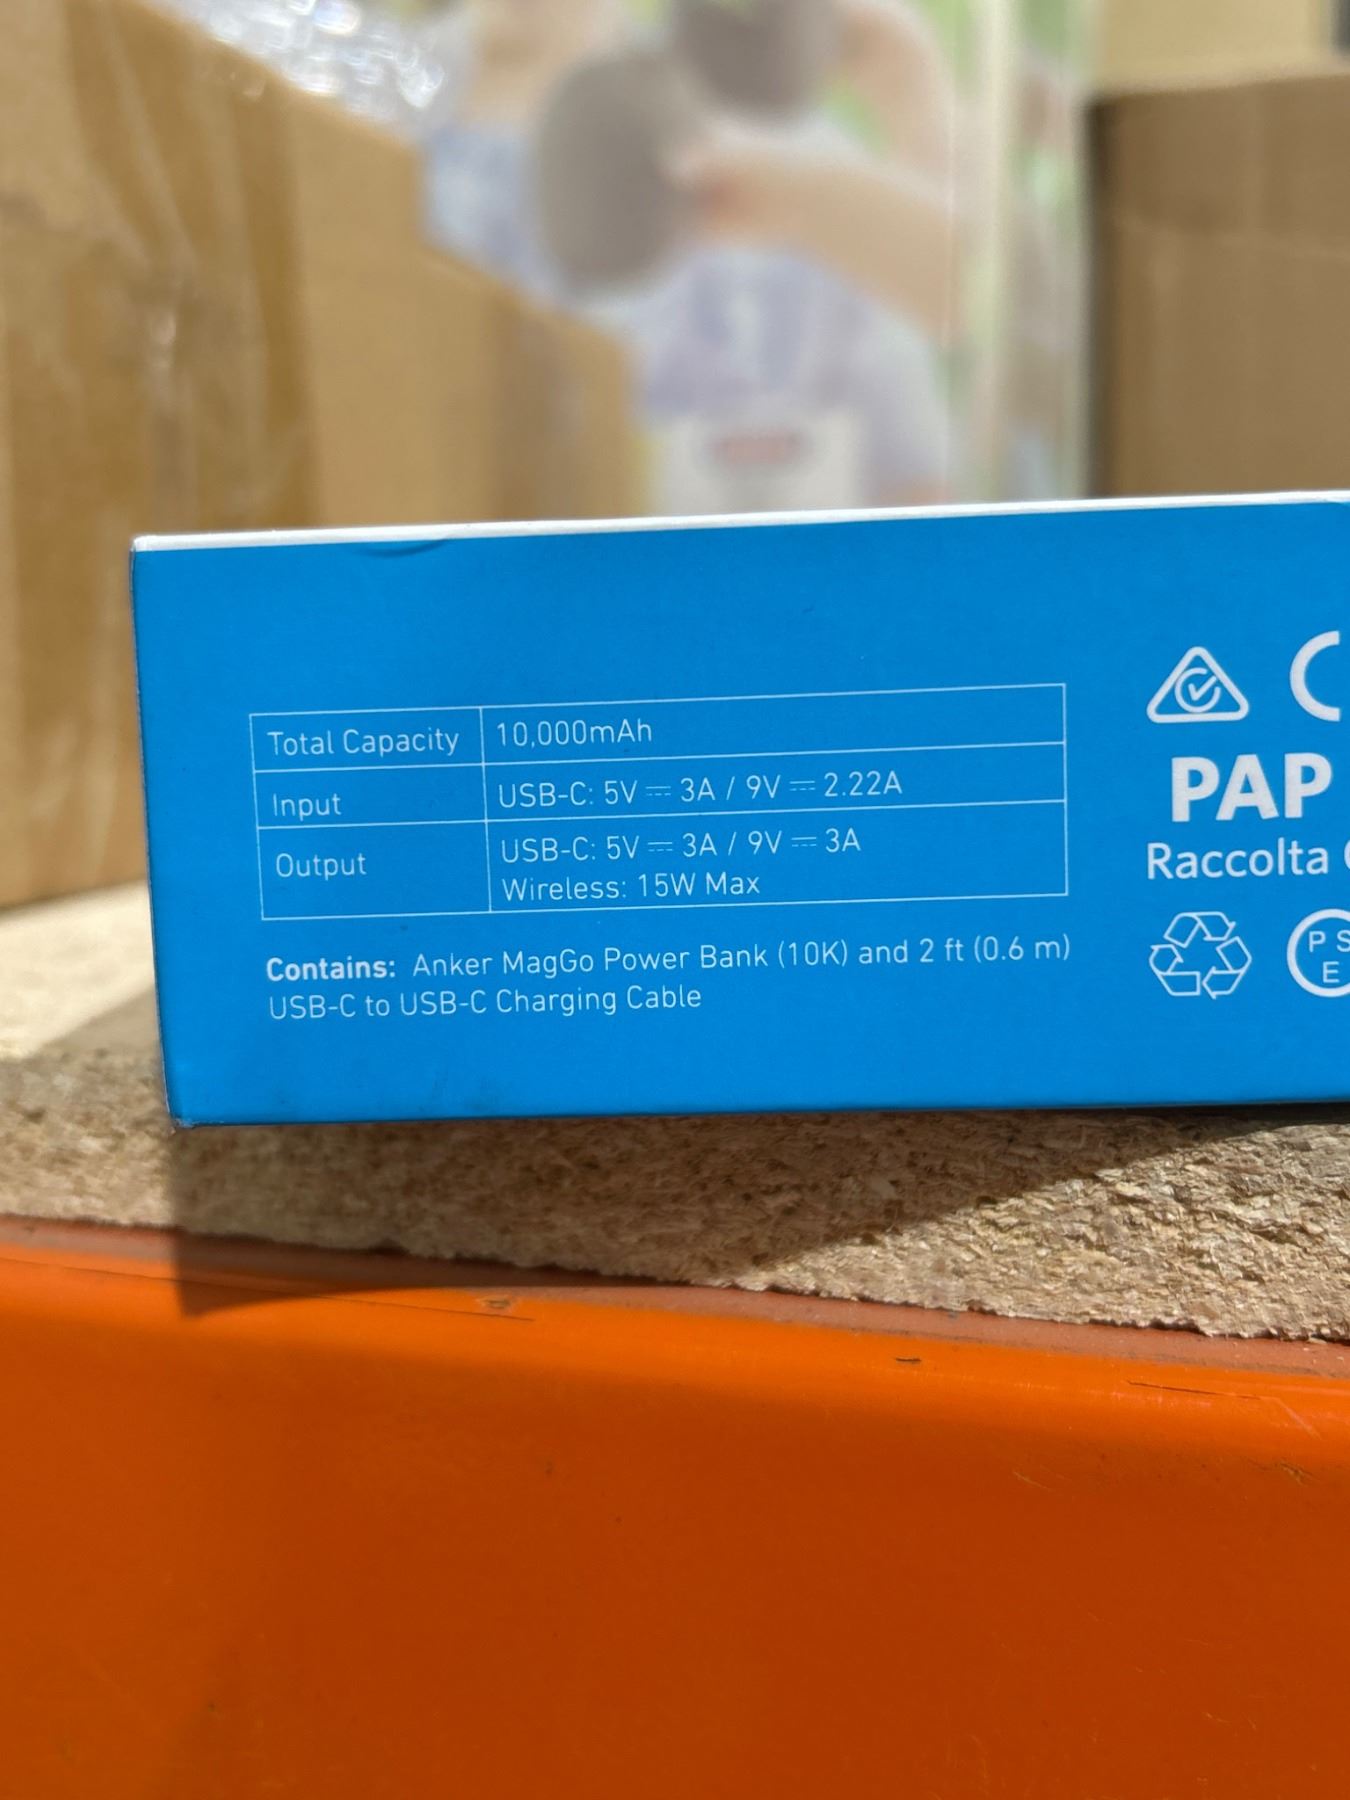 Total Capacity 10,000mAh
Input USB-C: 5V ⎓ 3A / 9V ⎓ 2.22A
Output USB-C: 5V ⎓ 3A / 9V ⎓ 3A
Wireless: 15W Max
Contains: Anker MagGo Power Bank (10K) and 2 ft (0.6 m)
USB-C to USB-C Charging Cable
C
PAP
Raccolta
PS
E